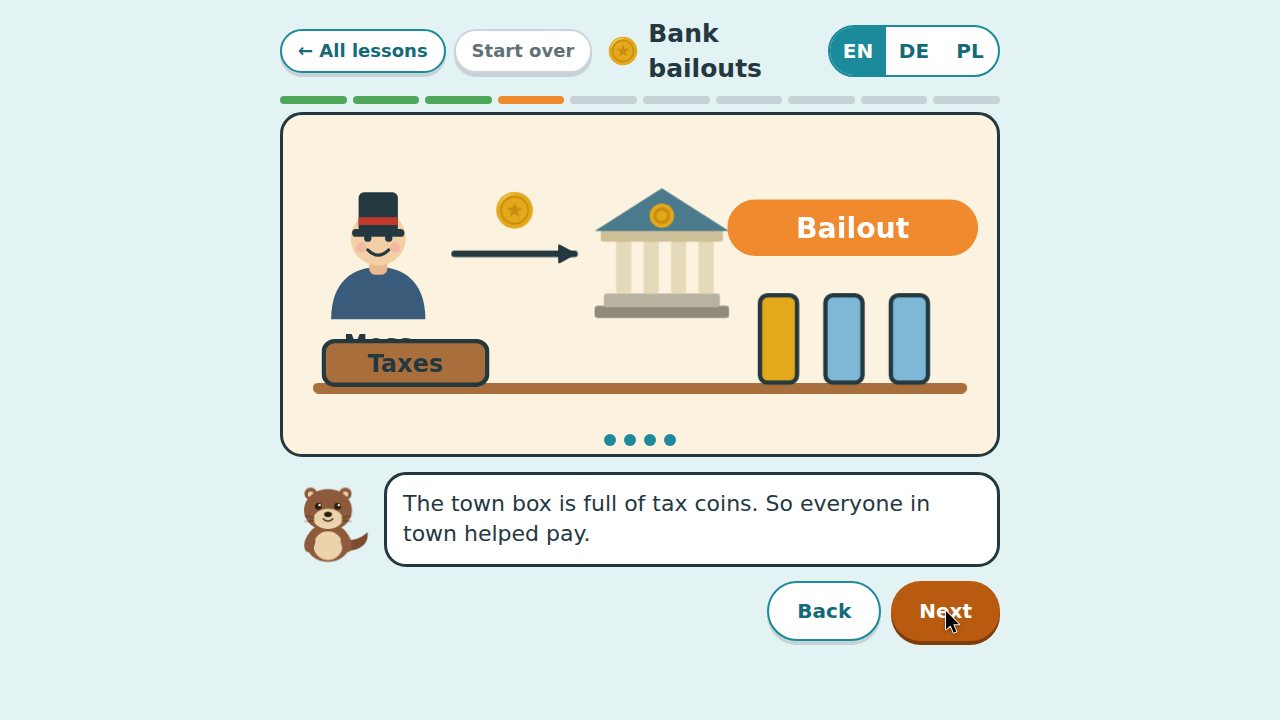 ← All lessons
Start over
Bank
bailouts
EN
DE
PL
Bailout
Taxes
The town box is full of tax coins. So everyone in
town helped pay.
Back
Next